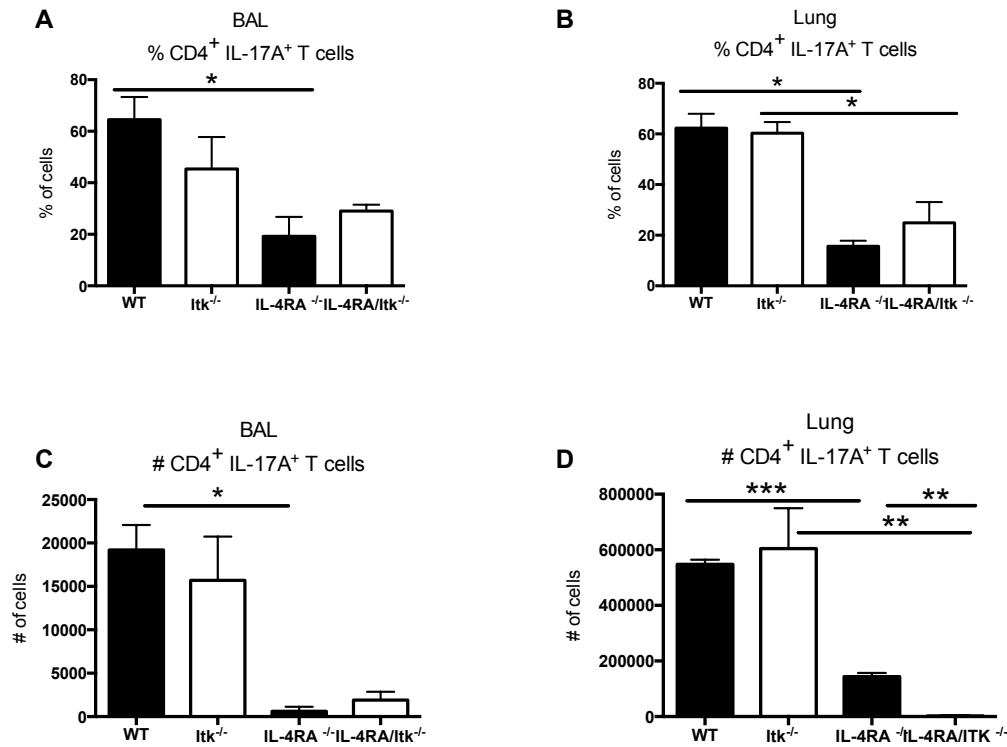 A
BAL
% CD4+ IL-17A+ T cells
*
% of cells
80
60
40
20
0
WT Itk-/- IL-4RA -/- IL-4RA/Itk-/-
B
Lung
% CD4+ IL-17A+ T cells
*
*
% of cells
80
60
40
20
0
WT Itk-/- IL-4RA -/- IL-4RA/Itk -/-
C
BAL
# CD4+ IL-17A+ T cells
*
# of cells
25000
20000
15000
10000
5000
0
WT Itk-/- IL-4RA -/- IL-4RA/Itk-/-
D
Lung
# CD4+ IL-17A+ T cells
***
**
**
# of cells
800000
600000
400000
200000
0
WT Itk-/- IL-4RA -/- IL-4RA/ITK -/-